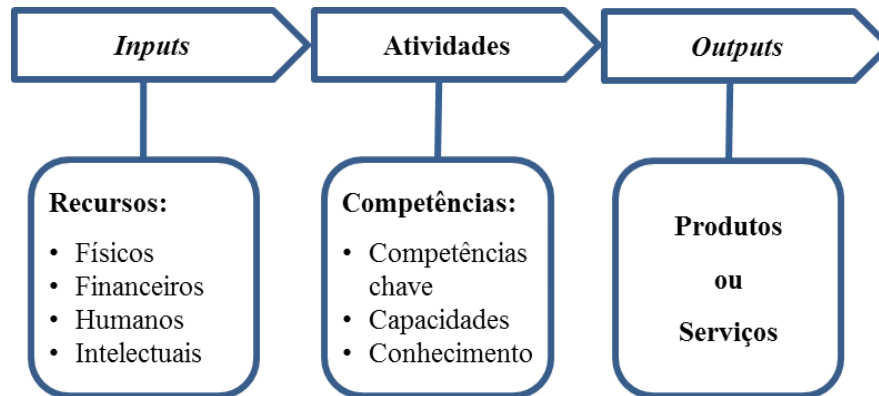 Inputs
Atividades
Outputs
Recursos:
• Físicos
• Financeiros
• Humanos
• Intelectuais
Competências:
• Competências
chave
• Capacidades
• Conhecimento
Produtos
ou
Serviços